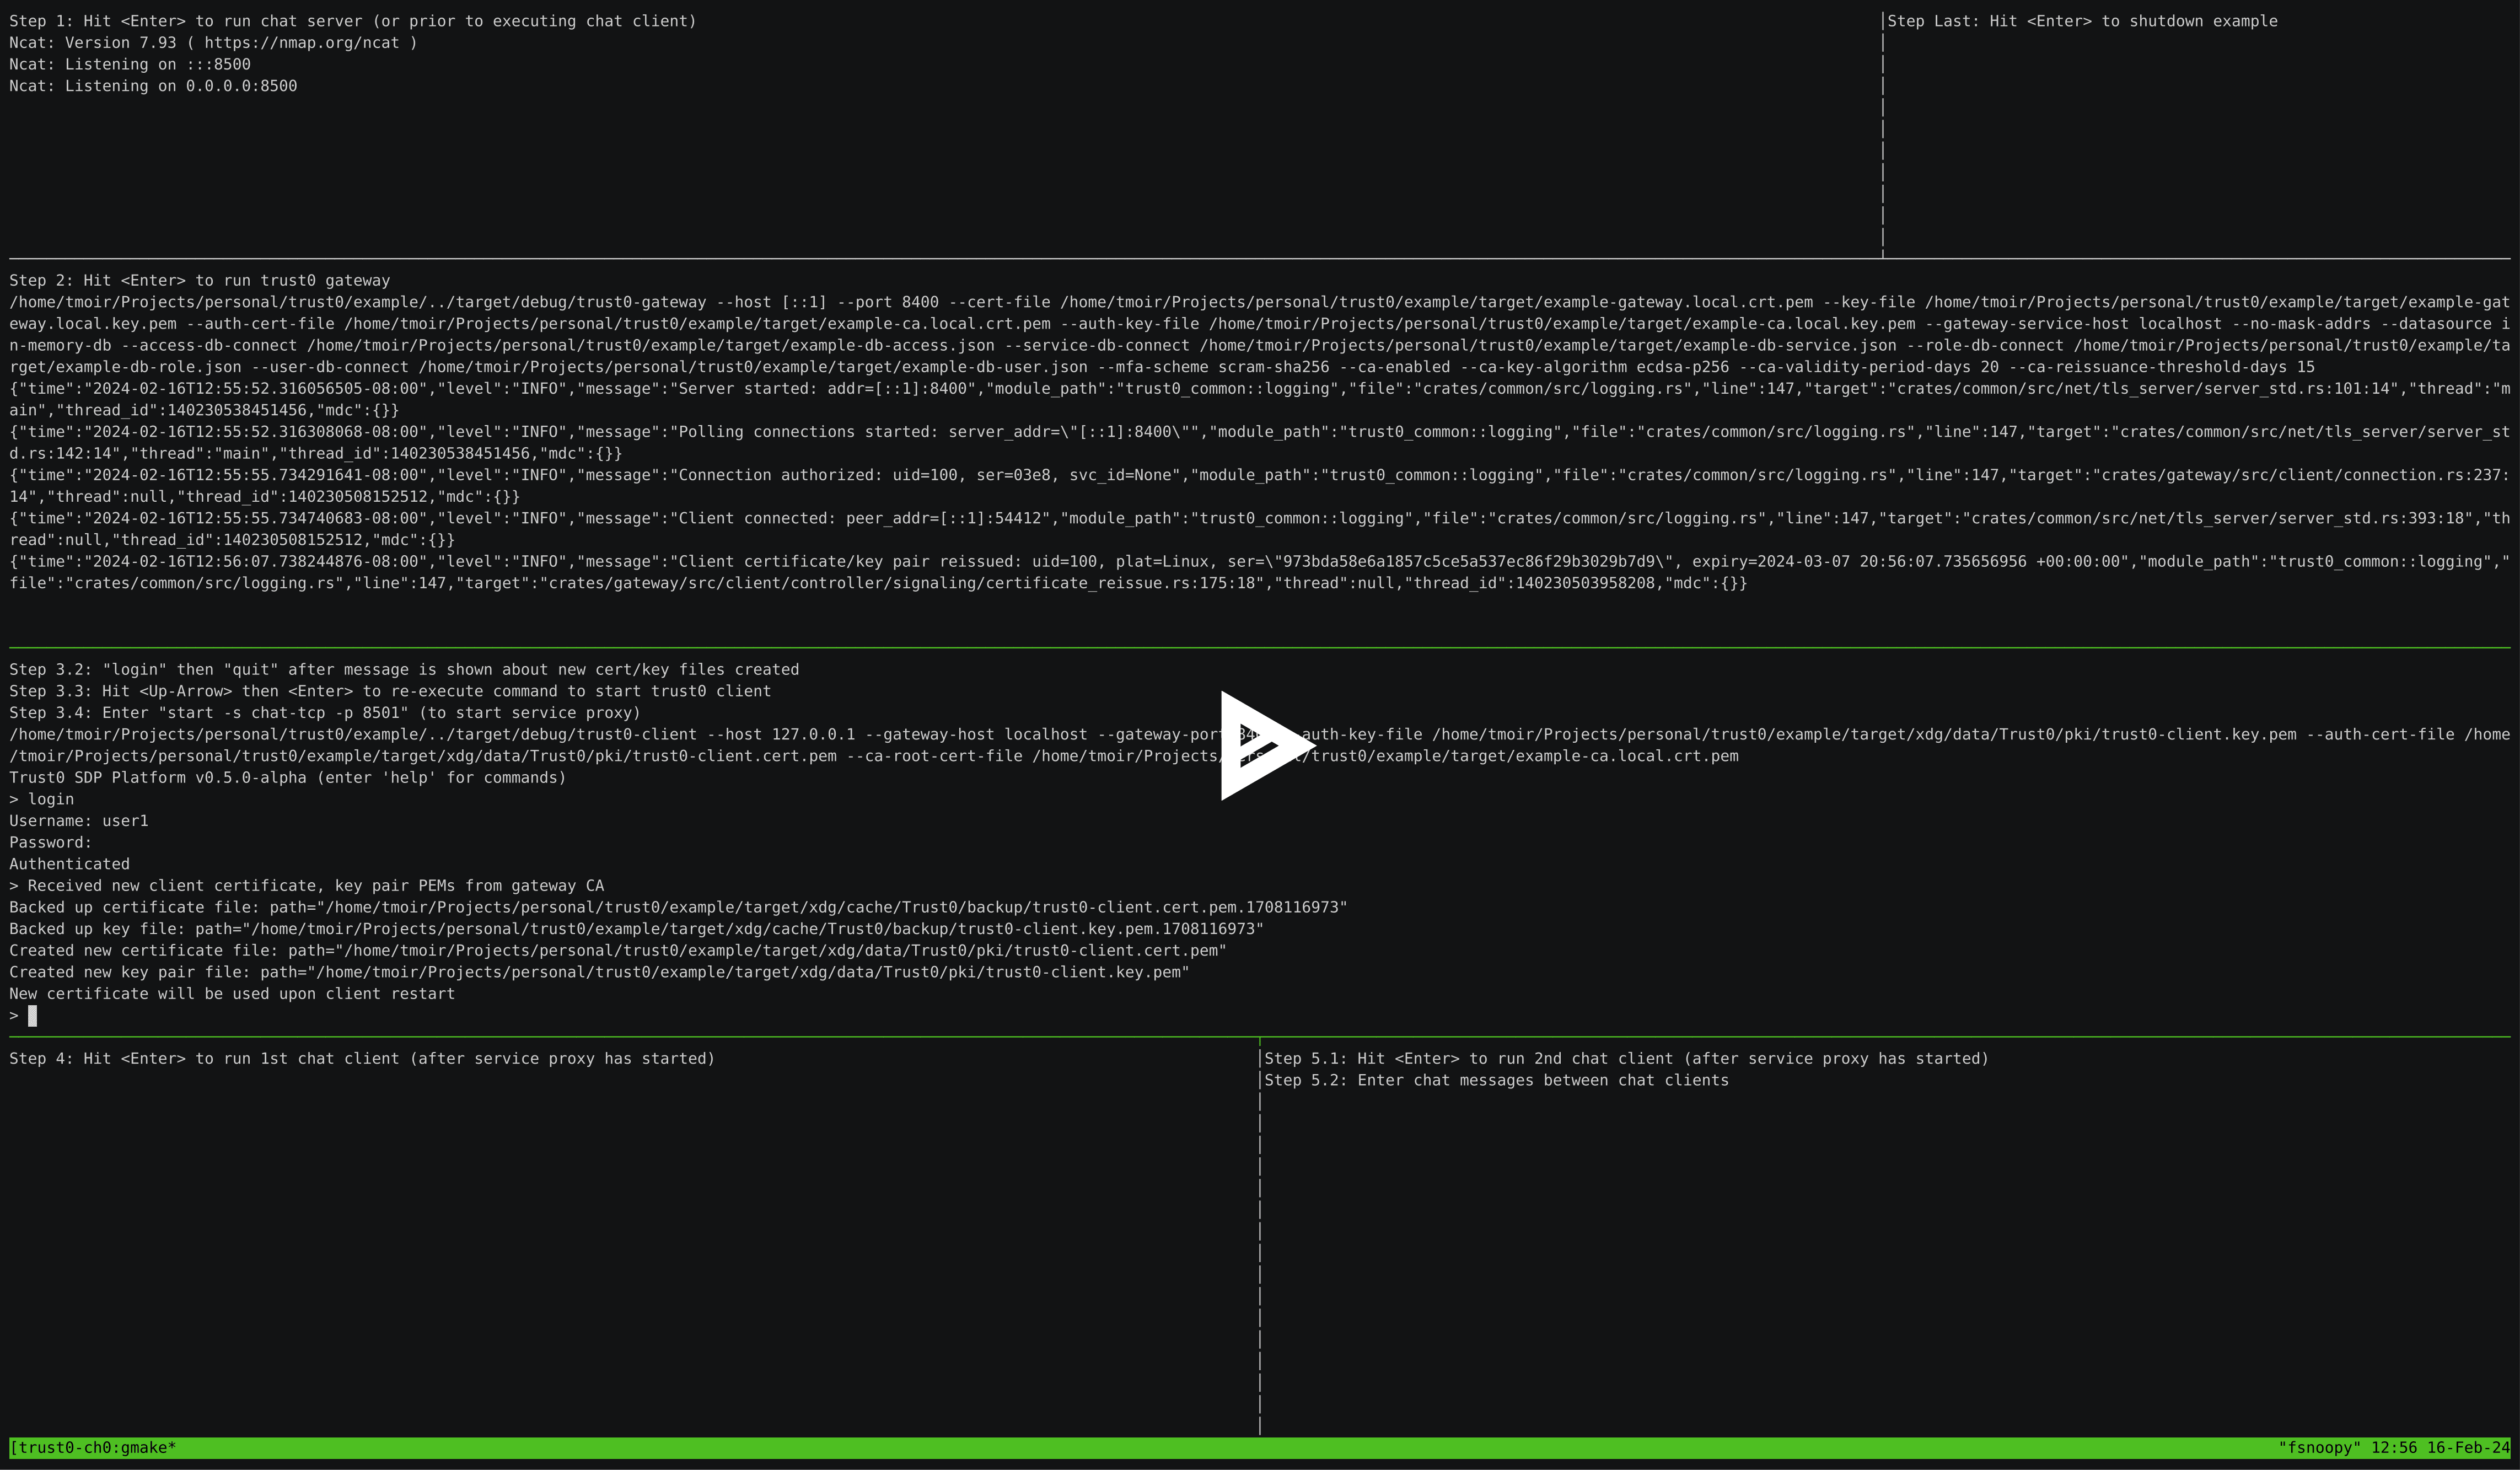 Step 1: Hit <Enter> to run chat server (or prior to executing chat client)
Ncat: Version 7.93 ( https://nmap.org/ncat )
Ncat: Listening on :::8500
Ncat: Listening on 0.0.0.0:8500
Step Last: Hit <Enter> to shutdown example
Step 2: Hit <Enter> to run trust0 gateway
/home/tmoir/Projects/personal/trust0/example/../target/debug/trust0-gateway --host [::1] --port 8400 --cert-file /home/tmoir/Projects/personal/trust0/example/target/example-gateway.local.crt.pem --key-file /home/tmoir/Projects/personal/trust0/example/target/example-gat
eway.local.key.pem --auth-cert-file /home/tmoir/Projects/personal/trust0/example/target/example-ca.local.crt.pem --auth-key-file /home/tmoir/Projects/personal/trust0/example/target/example-ca.local.key.pem --gateway-service-host localhost --no-mask-addrs --datasource i
n-memory-db --access-db-connect /home/tmoir/Projects/personal/trust0/example/target/example-db-access.json --service-db-connect /home/tmoir/Projects/personal/trust0/example/target/example-db-service.json --role-db-connect /home/tmoir/Projects/personal/trust0/example/ta
rget/example-db-role.json --user-db-connect /home/tmoir/Projects/personal/trust0/example/target/example-db-user.json --mfa-scheme scram-sha256 --ca-enabled --ca-key-algorithm ecdsa-p256 --ca-validity-period-days 20 --ca-reissuance-threshold-days 15
{"time":"2024-02-16T12:55:52.316056505-08:00","level":"INFO","message":"Server started: addr=[::1]:8400","module_path":"trust0_common::logging","file":"crates/common/src/logging.rs","line":147,"target":"crates/common/src/net/tls_server/server_std.rs:101:14","thread":"m
ain","thread_id":140230538451456,"mdc":{}}
{"time":"2024-02-16T12:55:52.316308068-08:00","level":"INFO","message":"Polling connections started: server_addr=\"[::1]:8400\"","module_path":"trust0_common::logging","file":"crates/common/src/logging.rs","line":147,"target":"crates/common/src/net/tls_server/server_st
d.rs:142:14","thread":"main","thread_id":140230538451456,"mdc":{}}
{"time":"2024-02-16T12:55:55.734291641-08:00","level":"INFO","message":"Connection authorized: uid=100, ser=03e8, svc_id=None","module_path":"trust0_common::logging","file":"crates/common/src/logging.rs","line":147,"target":"crates/gateway/src/client/connection.rs:237:
14","thread":null,"thread_id":140230508152512,"mdc":{}}
{"time":"2024-02-16T12:55:55.734740683-08:00","level":"INFO","message":"Client connected: peer_addr=[::1]:54412","module_path":"trust0_common::logging","file":"crates/common/src/logging.rs","line":147,"target":"crates/common/src/net/tls_server/server_std.rs:393:18","th
read":null,"thread_id":140230508152512,"mdc":{}}
{"time":"2024-02-16T12:56:07.738244876-08:00","level":"INFO","message":"Client certificate/key pair reissued: uid=100, plat=Linux, ser=\"973bda58e6a1857c5ce5a537ec86f29b3029b7d9\", expiry=2024-03-07 20:56:07.735656956 +00:00:00","module_path":"trust0_common::logging","
file":"crates/common/src/logging.rs","line":147,"target":"crates/gateway/src/client/controller/signaling/certificate_reissue.rs:175:18","thread":null,"thread_id":140230503958208,"mdc":{}}
Step 3.2: "login" then "quit" after message is shown about new cert/key files created
Step 3.3: Hit <Up-Arrow> then <Enter> to re-execute command to start trust0 client
Step 3.4: Enter "start -s chat-tcp -p 8501" (to start service proxy)
/home/tmoir/Projects/personal/trust0/example/../target/debug/trust0-client --host 127.0.0.1 --gateway-host localhost --gateway-port auth-key-file /home/tmoir/Projects/personal/trust0/example/target/xdg/data/Trust0/pki/trust0-client.key.pem --auth-cert-file /home
/tmoir/Projects/personal/trust0/example/target/xdg/data/Trust0/pki/trust0-client.cert.pem --ca-root-cert-file /home/tmoir/Projects/ /trust0/example/target/example-ca.local.crt.pem
Trust0 SDP Platform v0.5.0-alpha (enter 'help' for commands)
> login
Username: user1
Password:
Authenticated
> Received new client certificate, key pair PEMs from gateway CA
Backed up certificate file: path="/home/tmoir/Projects/personal/trust0/example/target/xdg/cache/Trust0/backup/trust0-client.cert.pem.1708116973"
Backed up key file: path="/home/tmoir/Projects/personal/trust0/example/target/xdg/cache/Trust0/backup/trust0-client.key.pem.1708116973"
Created new certificate file: path="/home/tmoir/Projects/personal/trust0/example/target/xdg/data/Trust0/pki/trust0-client.cert.pem"
Created new key pair file: path="/home/tmoir/Projects/personal/trust0/example/target/xdg/data/Trust0/pki/trust0-client.key.pem"
New certificate will be used upon client restart
>
Step 4: Hit <Enter> to run 1st chat client (after service proxy has started)
Step 5.1: Hit <Enter> to run 2nd chat client (after service proxy has started)
Step 5.2: Enter chat messages between chat clients
[trust0-ch0:gmake*
"fsnoopy" 12:56 16-Feb-24